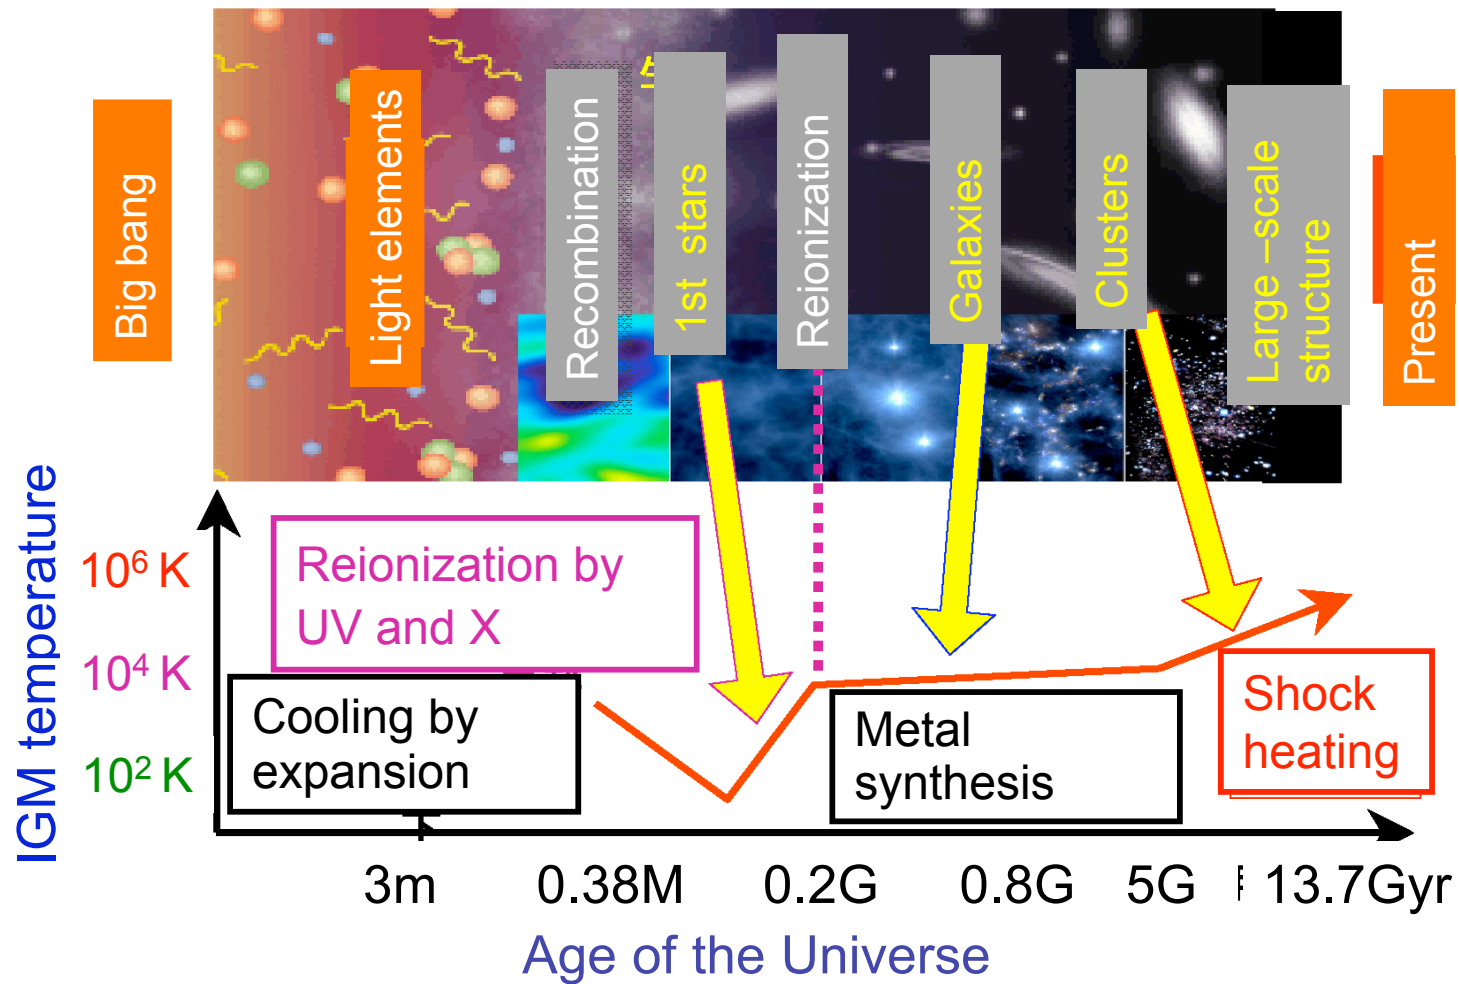 Big bang
Light elements
Recombination
1st stars
Reionization
Galaxies
Clusters
Large –scale
structure
Present
IGM temperature
10⁶ K
10⁴ K
10² K
Reionization by
UV and X
Cooling by
expansion
Metal
synthesis
Shock
heating
3m
0.38M
0.2G
0.8G
5G
13.7Gyr
Age of the Universe